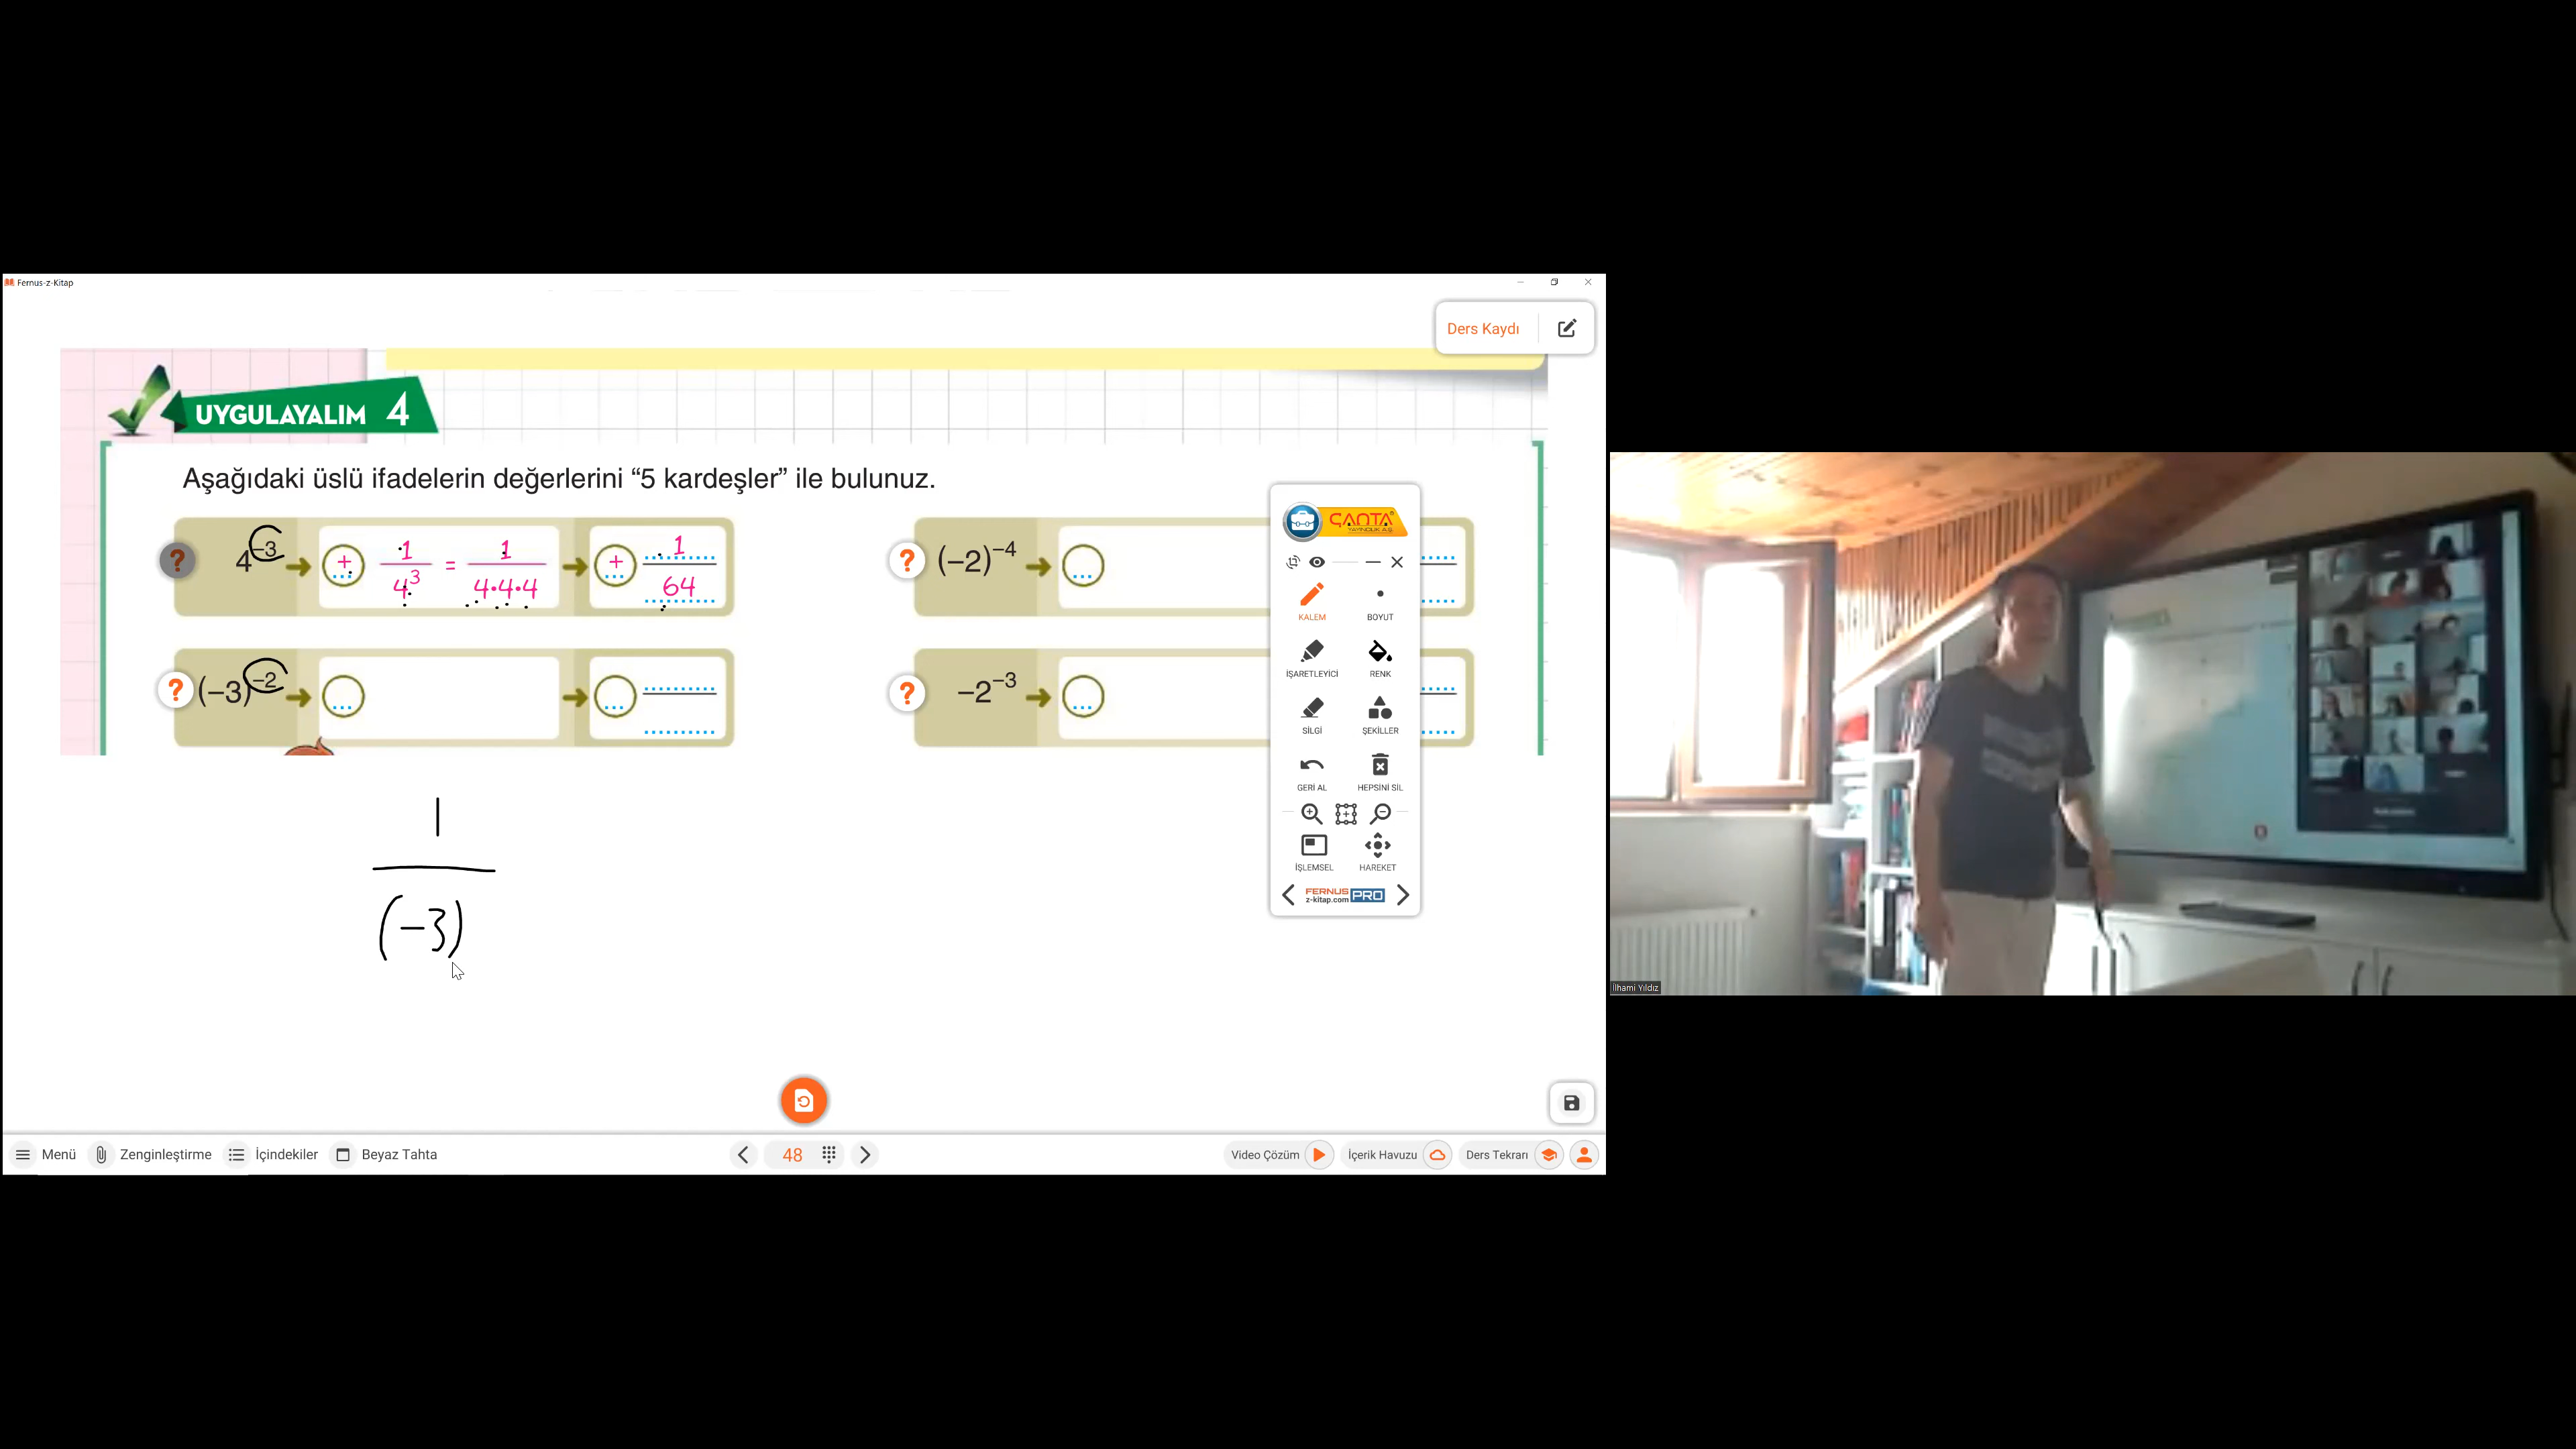 Fernus-z-Kitap
Ders Kaydı
UYGULAYALIM 4
Aşağıdaki üslü ifadelerin değerlerini “5 kardeşler” ile bulunuz.
? 4⁻³ + ... 1/4³ = 1/4·4·4 + ... 1/64
? (−2)⁻⁴ ...
? (−3)⁻² ... ...
? −2⁻³ ...
1
(−3)
ÇANTA
YAYINCILIK A.Ş.
KALEM BOYUT
İŞARETLEYİCİ RENK
SİLGİ ŞEKİLLER
GERİ AL HEPSİNİ SİL
İŞLEMSEL HAREKET
FERNUS
z-kitap.com PRO
Menü Zenginleştirme İçindekiler Beyaz Tahta 48 Video Çözüm İçerik Havuzu Ders Tekrarı
İlhami Yıldız